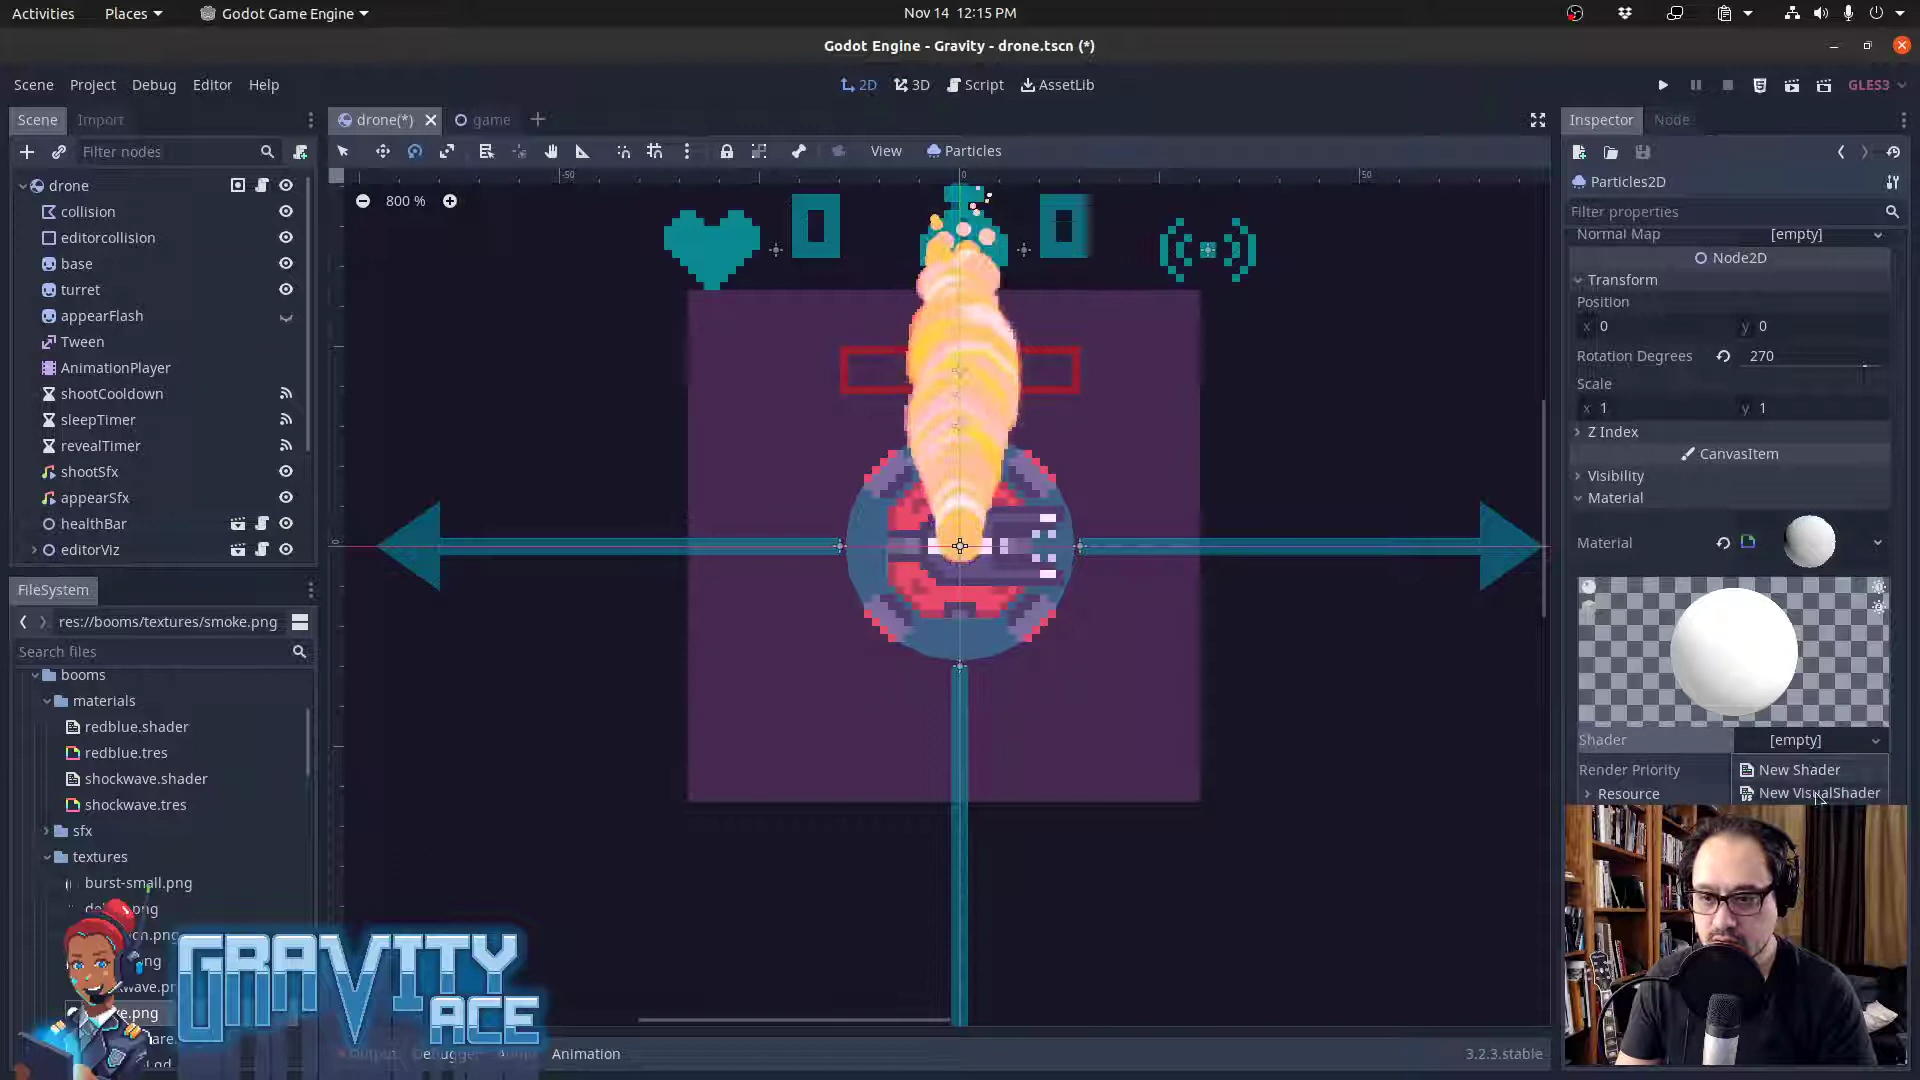 Activities
Places
Godot Game Engine
Nov 14 12:15 PM
Godot Engine - Gravity - drone.tscn (*)
Scene
Project
Debug
Editor
Help
2D
3D
Script
AssetLib
GLES3
Scene
Import
drone(*)
game
Inspector
Node
Filter nodes
View
Particles
drone
collision
editorcollision
base
turret
appearFlash
Tween
AnimationPlayer
shootCooldown
sleepTimer
revealTimer
shootSfx
appearSfx
healthBar
editorViz
800 %
-50
0
50
0
FileSystem
res://booms/textures/smoke.png
Search files
booms
materials
redblue.shader
redblue.tres
shockwave.shader
shockwave.tres
sfx
textures
burst-small.png
GRAVITY
ACE
Output
Animation
3.2.3.stable
Particles2D
Filter properties
Normal Map
[empty]
Node2D
Transform
Position
x 0
y 0
Rotation Degrees
270
Scale
x 1
y 1
Z Index
CanvasItem
Visibility
Material
Material
Shader
[empty]
Render Priority
New Shader
Resource
New VisualShader